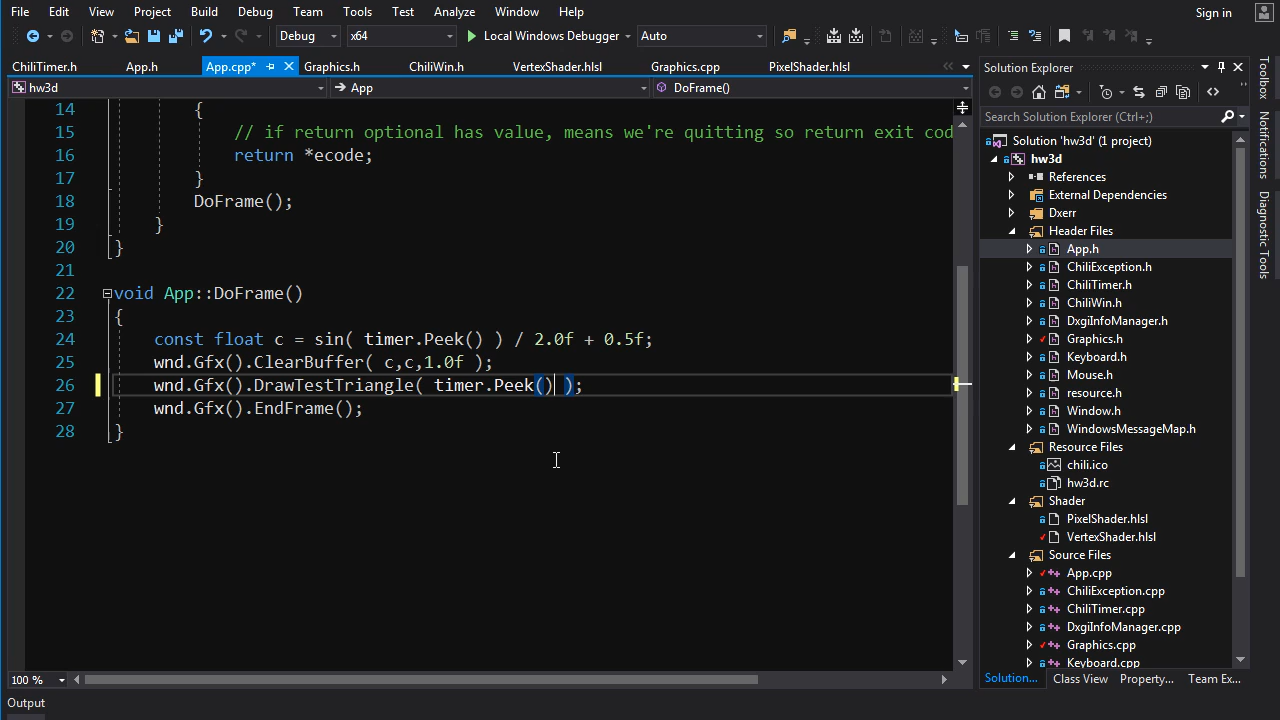 File Edit View Project Build Debug Team Tools Test Analyze Window Help Sign in
Debug x64 Local Windows Debugger Auto
ChiliTimer.h App.h App.cpp* Graphics.h ChiliWin.h VertexShader.hlsl Graphics.cpp PixelShader.hlsl
hw3d App DoFrame()
14 {
15 // if return optional has value, means we're quitting so return exit cod
16 return *ecode;
17 }
18 DoFrame();
19 }
20 }
21
22 void App::DoFrame()
23 {
24 const float c = sin( timer.Peek() ) / 2.0f + 0.5f;
25 wnd.Gfx().ClearBuffer( c,c,1.0f );
26 wnd.Gfx().DrawTestTriangle( timer.Peek() );
27 wnd.Gfx().EndFrame();
28 }
100 %
Output
Solution Explorer
Search Solution Explorer (Ctrl+;)
Solution 'hw3d' (1 project)
hw3d
References
External Dependencies
Dxerr
Header Files
App.h
ChiliException.h
ChiliTimer.h
ChiliWin.h
DxgiInfoManager.h
Graphics.h
Keyboard.h
Mouse.h
resource.h
Window.h
WindowsMessageMap.h
Resource Files
chili.ico
hw3d.rc
Shader
PixelShader.hlsl
VertexShader.hlsl
Source Files
App.cpp
ChiliException.cpp
ChiliTimer.cpp
DxgiInfoManager.cpp
Graphics.cpp
Keyboard.cpp
Solution... Class View Property... Team Ex...
Toolbox
Notifications
Diagnostic Tools